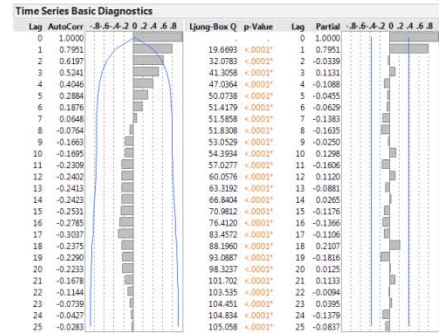 Time Series Basic Diagnostics
Lag AutoCorr -.8-.6-.4-.2 0 .2 .4 .6 .8 Ljung-Box Q p-Value Lag Partial -.8-.6-.4-.2 0 .2 .4 .6 .8
0 1.0000 . . 0 1.0000
1 0.7951 19.6693 <.0001* 1 0.7951
2 0.6197 32.0783 <.0001* 2 -0.0339
3 0.5241 41.3058 <.0001* 3 0.1131
4 0.4046 47.0364 <.0001* 4 -0.1088
5 0.2884 50.0738 <.0001* 5 -0.0455
6 0.1876 51.4179 <.0001* 6 -0.0629
7 0.0648 51.5858 <.0001* 7 -0.1383
8 -0.0764 51.8308 <.0001* 8 -0.1635
9 -0.1663 53.0529 <.0001* 9 -0.0250
10 -0.1695 54.3934 <.0001* 10 0.1298
11 -0.2309 57.0277 <.0001* 11 -0.1606
12 -0.2402 60.0576 <.0001* 12 0.1120
13 -0.2413 63.3192 <.0001* 13 -0.0881
14 -0.2423 66.8404 <.0001* 14 0.0265
15 -0.2531 70.9812 <.0001* 15 -0.1176
16 -0.2785 76.4120 <.0001* 16 -0.1366
17 -0.3037 83.4572 <.0001* 17 -0.1106
18 -0.2375 88.1960 <.0001* 18 0.2107
19 -0.2290 93.0887 <.0001* 19 -0.1816
20 -0.2233 98.3237 <.0001* 20 0.0125
21 -0.1678 101.702 <.0001* 21 0.1133
22 -0.1144 103.535 <.0001* 22 -0.0094
23 -0.0739 104.451 <.0001* 23 0.0395
24 -0.0427 104.834 <.0001* 24 -0.1379
25 -0.0283 105.058 <.0001* 25 -0.0837